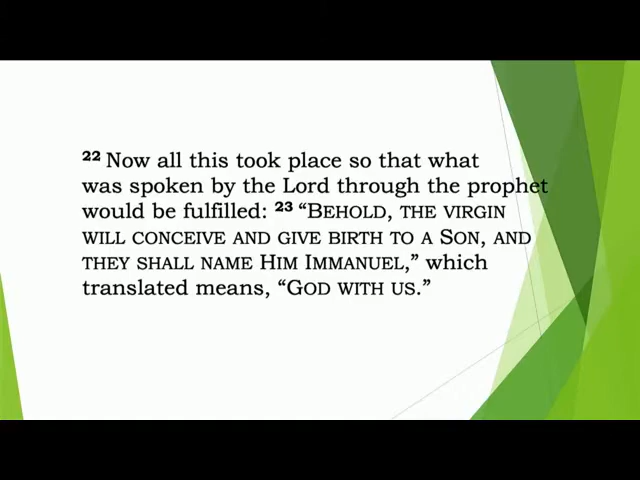 22 Now all this took place so that what
was spoken by the Lord through the prophet
would be fulfilled: 23 “BEHOLD, THE VIRGIN
WILL CONCEIVE AND GIVE BIRTH TO A SON, AND
THEY SHALL NAME HIM IMMANUEL,” which
translated means, “GOD WITH US.”